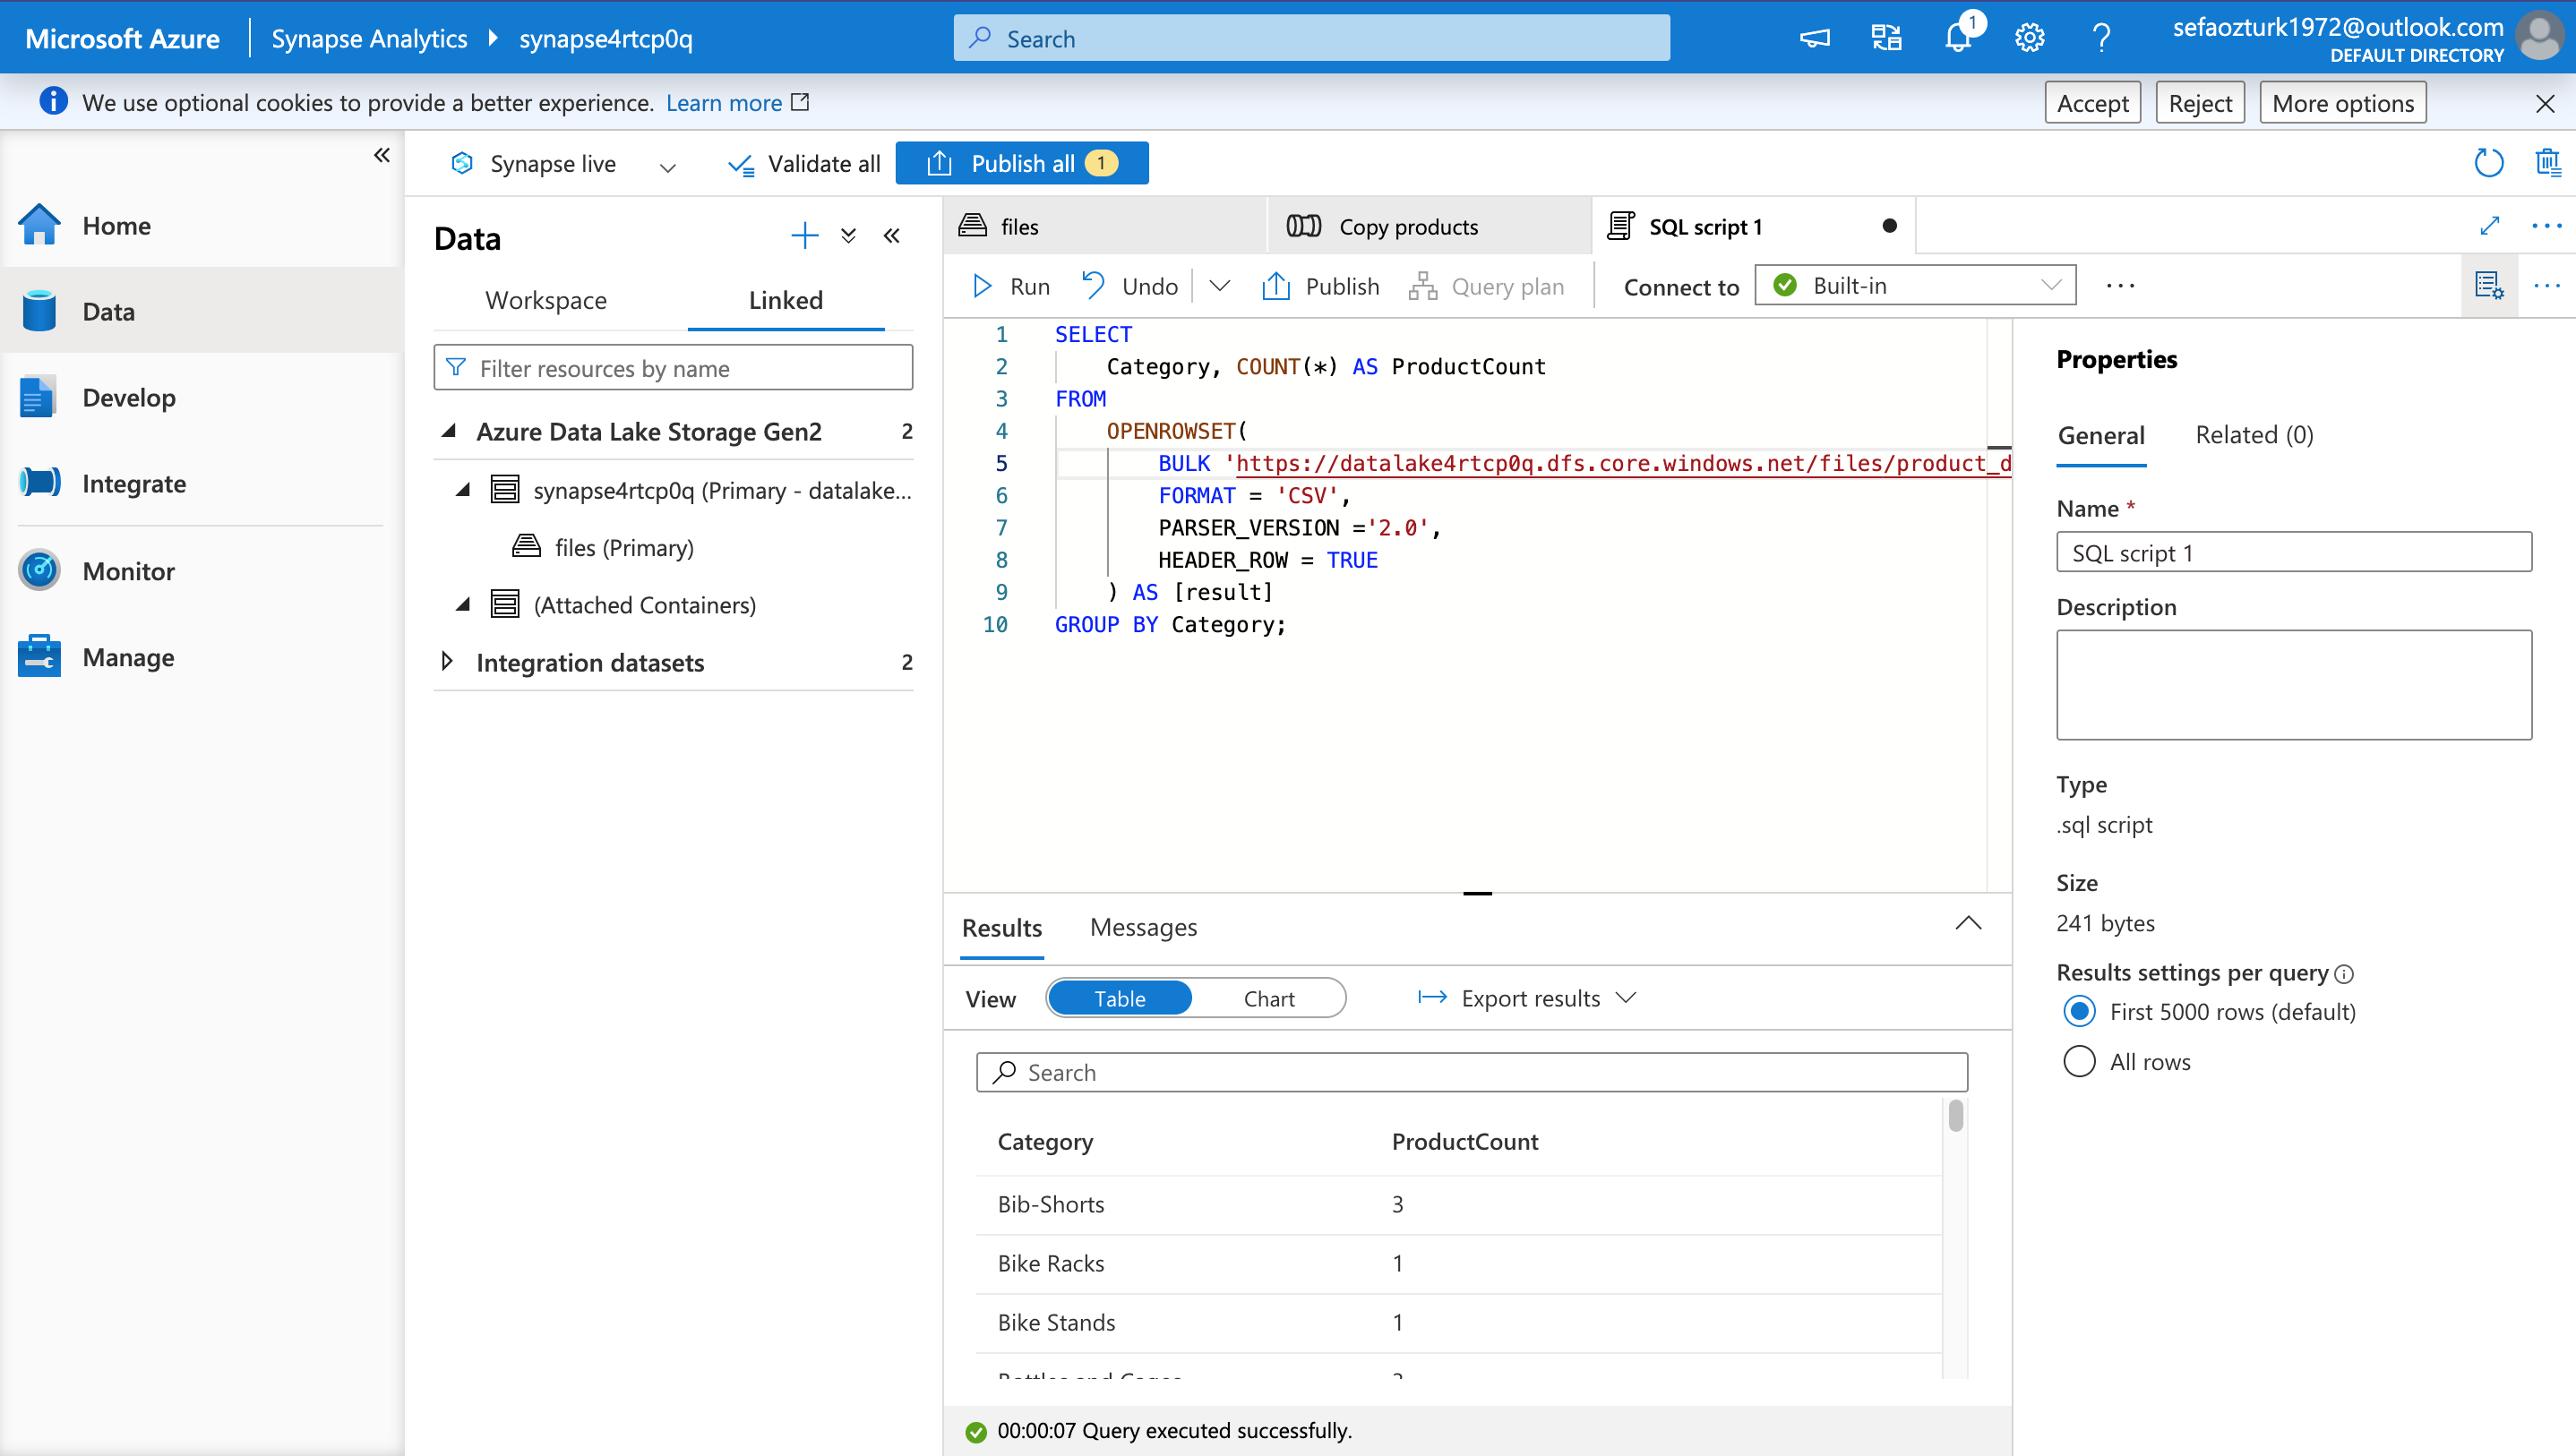 Microsoft Azure
Synapse Analytics
synapse4rtcp0q
Search
1
sefaozturk1972@outlook.com
DEFAULT DIRECTORY
We use optional cookies to provide a better experience. Learn more
Accept
Reject
More options
Synapse live
Validate all
Publish all 1
Home
Data
Develop
Integrate
Monitor
Manage
Data
Workspace
Linked
Filter resources by name
Azure Data Lake Storage Gen2 2
synapse4rtcp0q (Primary - datalake...
files (Primary)
(Attached Containers)
Integration datasets 2
files
Copy products
SQL script 1
Run
Undo
Publish
Query plan
Connect to
Built-in
1 SELECT
2 Category, COUNT(*) AS ProductCount
3 FROM
4 OPENROWSET(
5 BULK 'https://datalake4rtcp0q.dfs.core.windows.net/files/product_d
6 FORMAT = 'CSV',
7 PARSER_VERSION ='2.0',
8 HEADER_ROW = TRUE
9 ) AS [result]
10 GROUP BY Category;
Results
Messages
View
Table
Chart
Export results
Search
Category ProductCount
Bib-Shorts 3
Bike Racks 1
Bike Stands 1
00:00:07 Query executed successfully.
Properties
General
Related (0)
Name *
SQL script 1
Description
Type
.sql script
Size
241 bytes
Results settings per query
First 5000 rows (default)
All rows